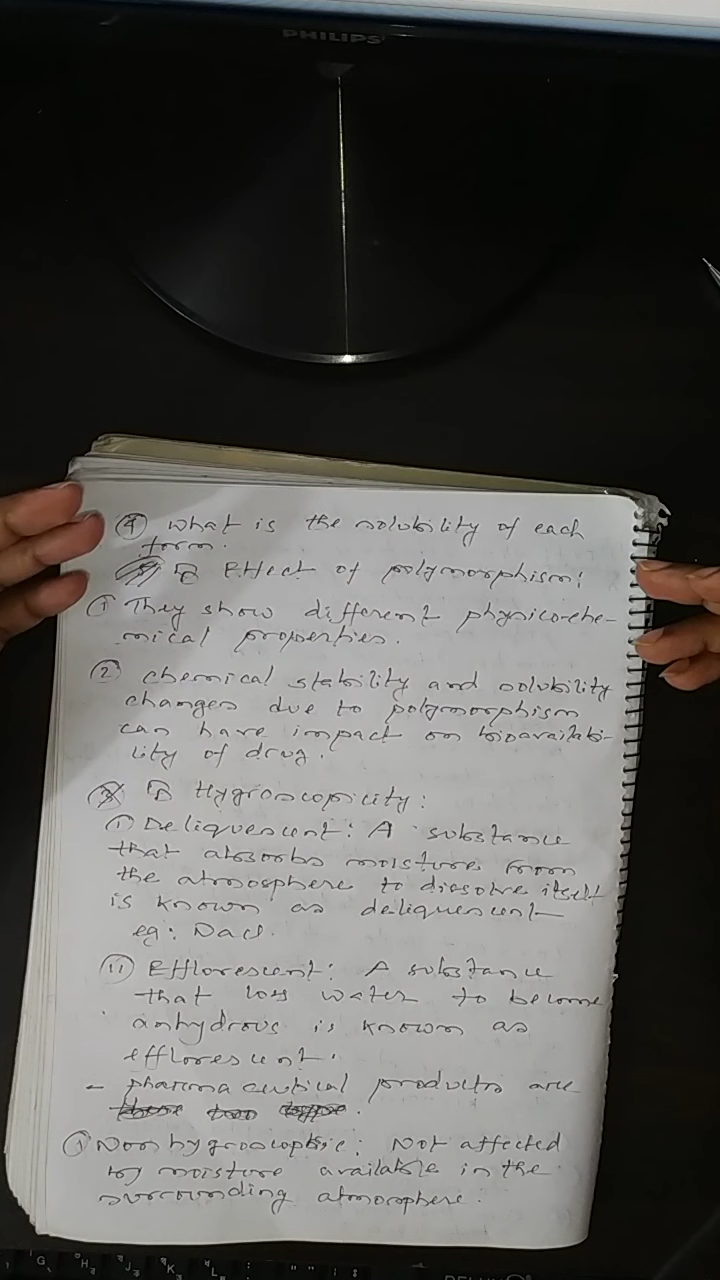 PHILIPS
④ What is the solubility of each
form.
Effect of polymorphism:
① They show different physicoche-
mical properties.
② chemical stability and solubility
changes due to polymorphism
can have impact on bioavailabi-
lity of drug.
Hygroscopicity:
① Deliquescent: A substance
that absorbs moisture from
the atmosphere to dissolve itself
is known as deliquescent
eg: Nacl.
ii) Efflorescent: A substance
that loss water to become
anhydrous is known as
efflorescent.
- pharmaceutical products are
① Non hygroscopic: Not affected
by moisture available in the
surrounding atmosphere.
G H J K L